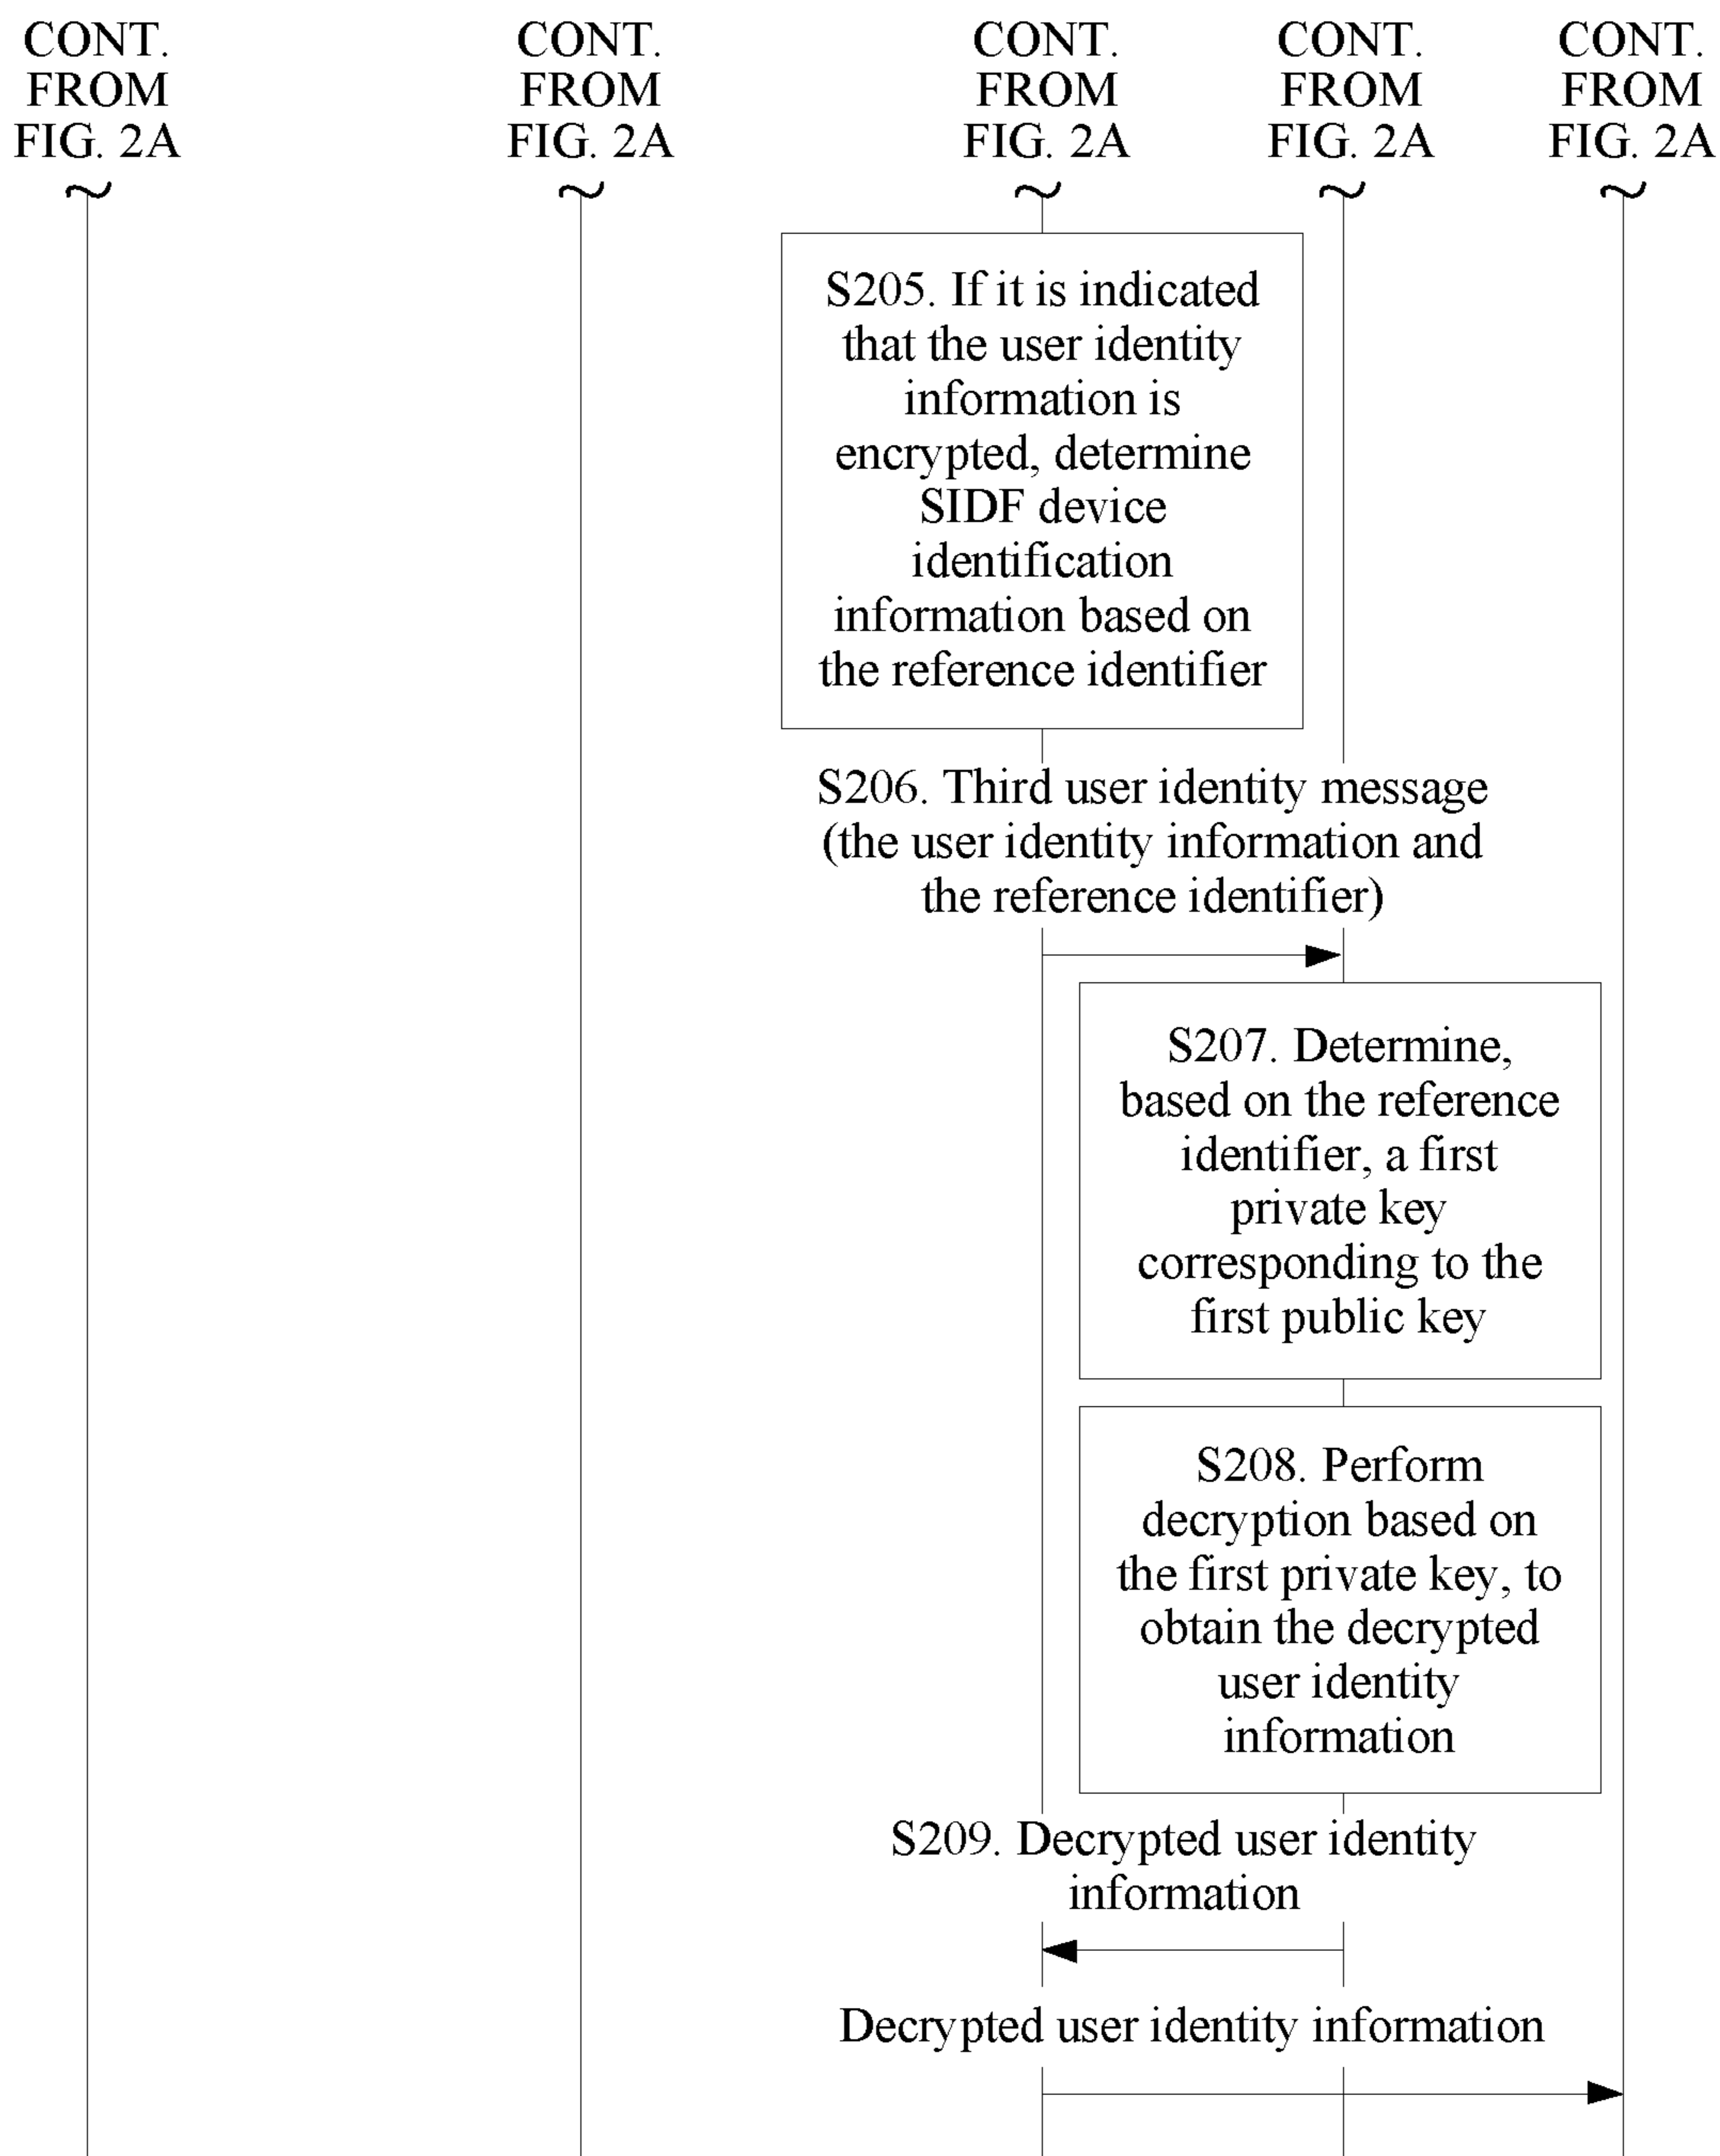 CONT.
FROM
FIG. 2A
CONT.
FROM
FIG. 2A
CONT.
FROM
FIG. 2A
CONT.
FROM
FIG. 2A
CONT.
FROM
FIG. 2A
S205. If it is indicated
that the user identity
information is
encrypted, determine
SIDF device
identification
information based on
the reference identifier
S206. Third user identity message
(the user identity information and
the reference identifier)
S207. Determine,
based on the reference
identifier, a first
private key
corresponding to the
first public key
S208. Perform
decryption based on
the first private key, to
obtain the decrypted
user identity
information
S209. Decrypted user identity
information
Decrypted user identity information